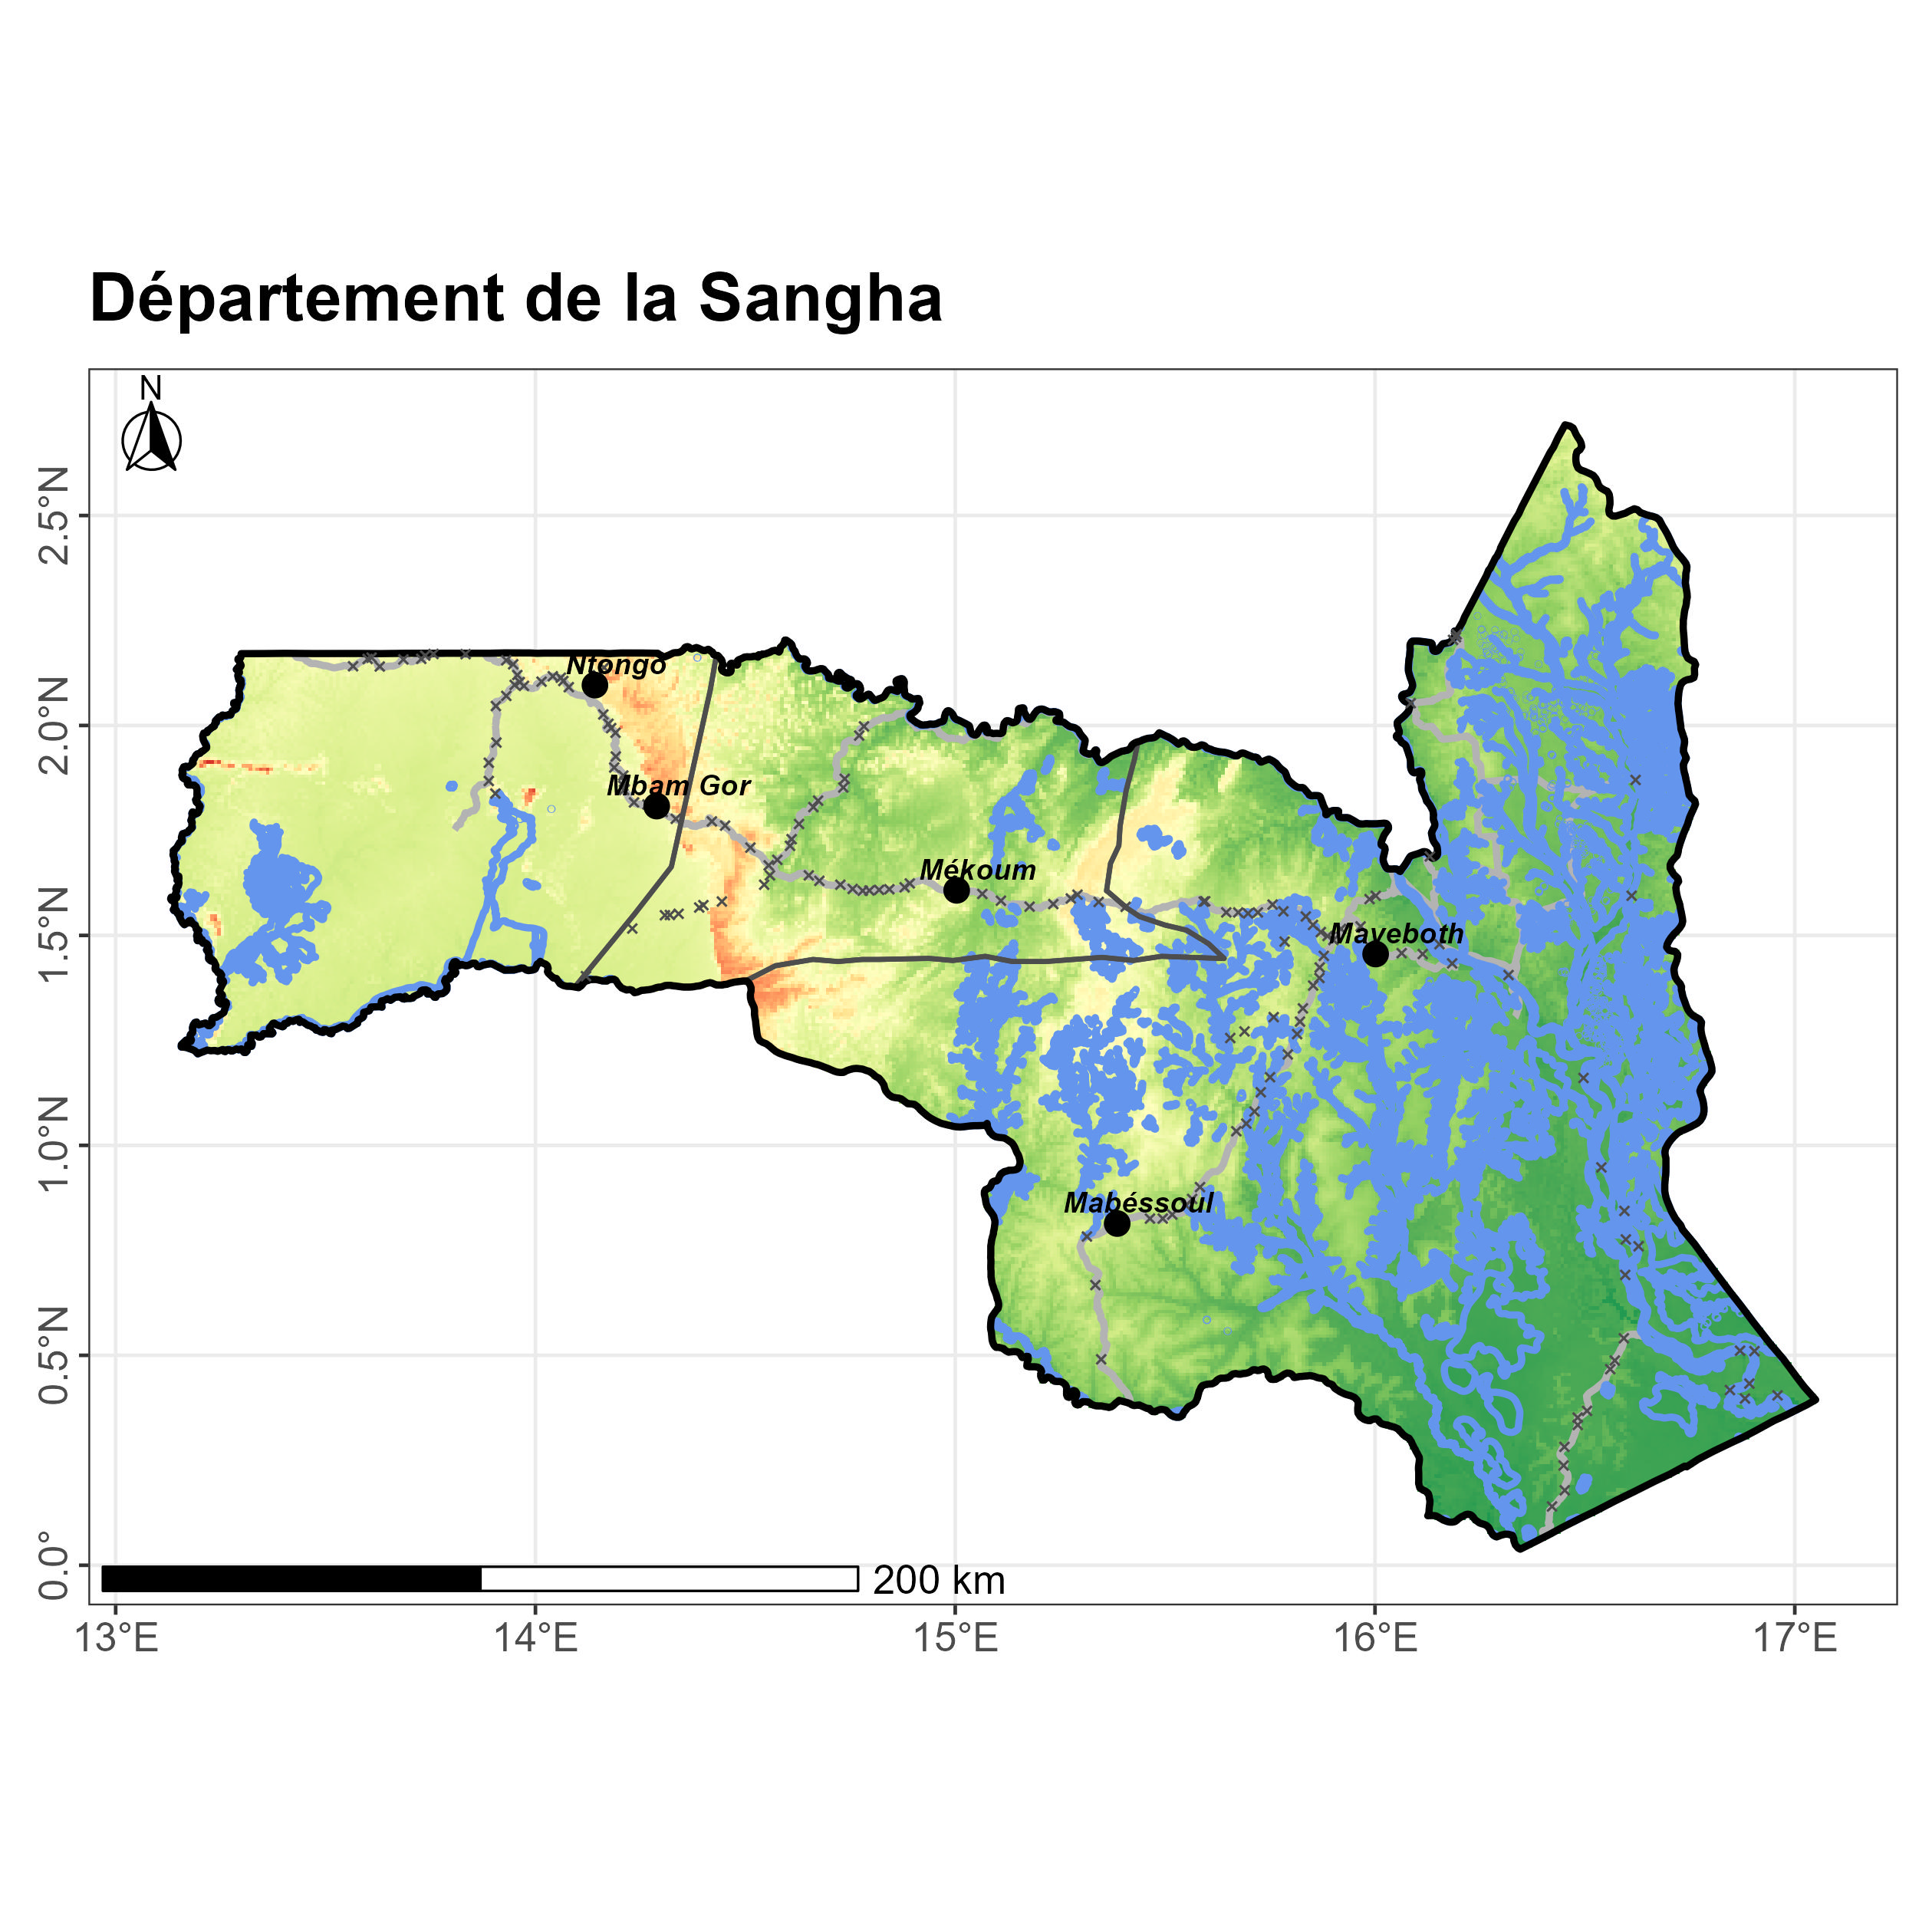 Département de la Sangha
N
2.5°N
2.0°N
1.5°N
1.0°N
0.5°N
0.0°
Ntongo
Mbam Gor
Mékoum
Maveboth
Mabéssoul
200 km
13°E 14°E 15°E 16°E 17°E